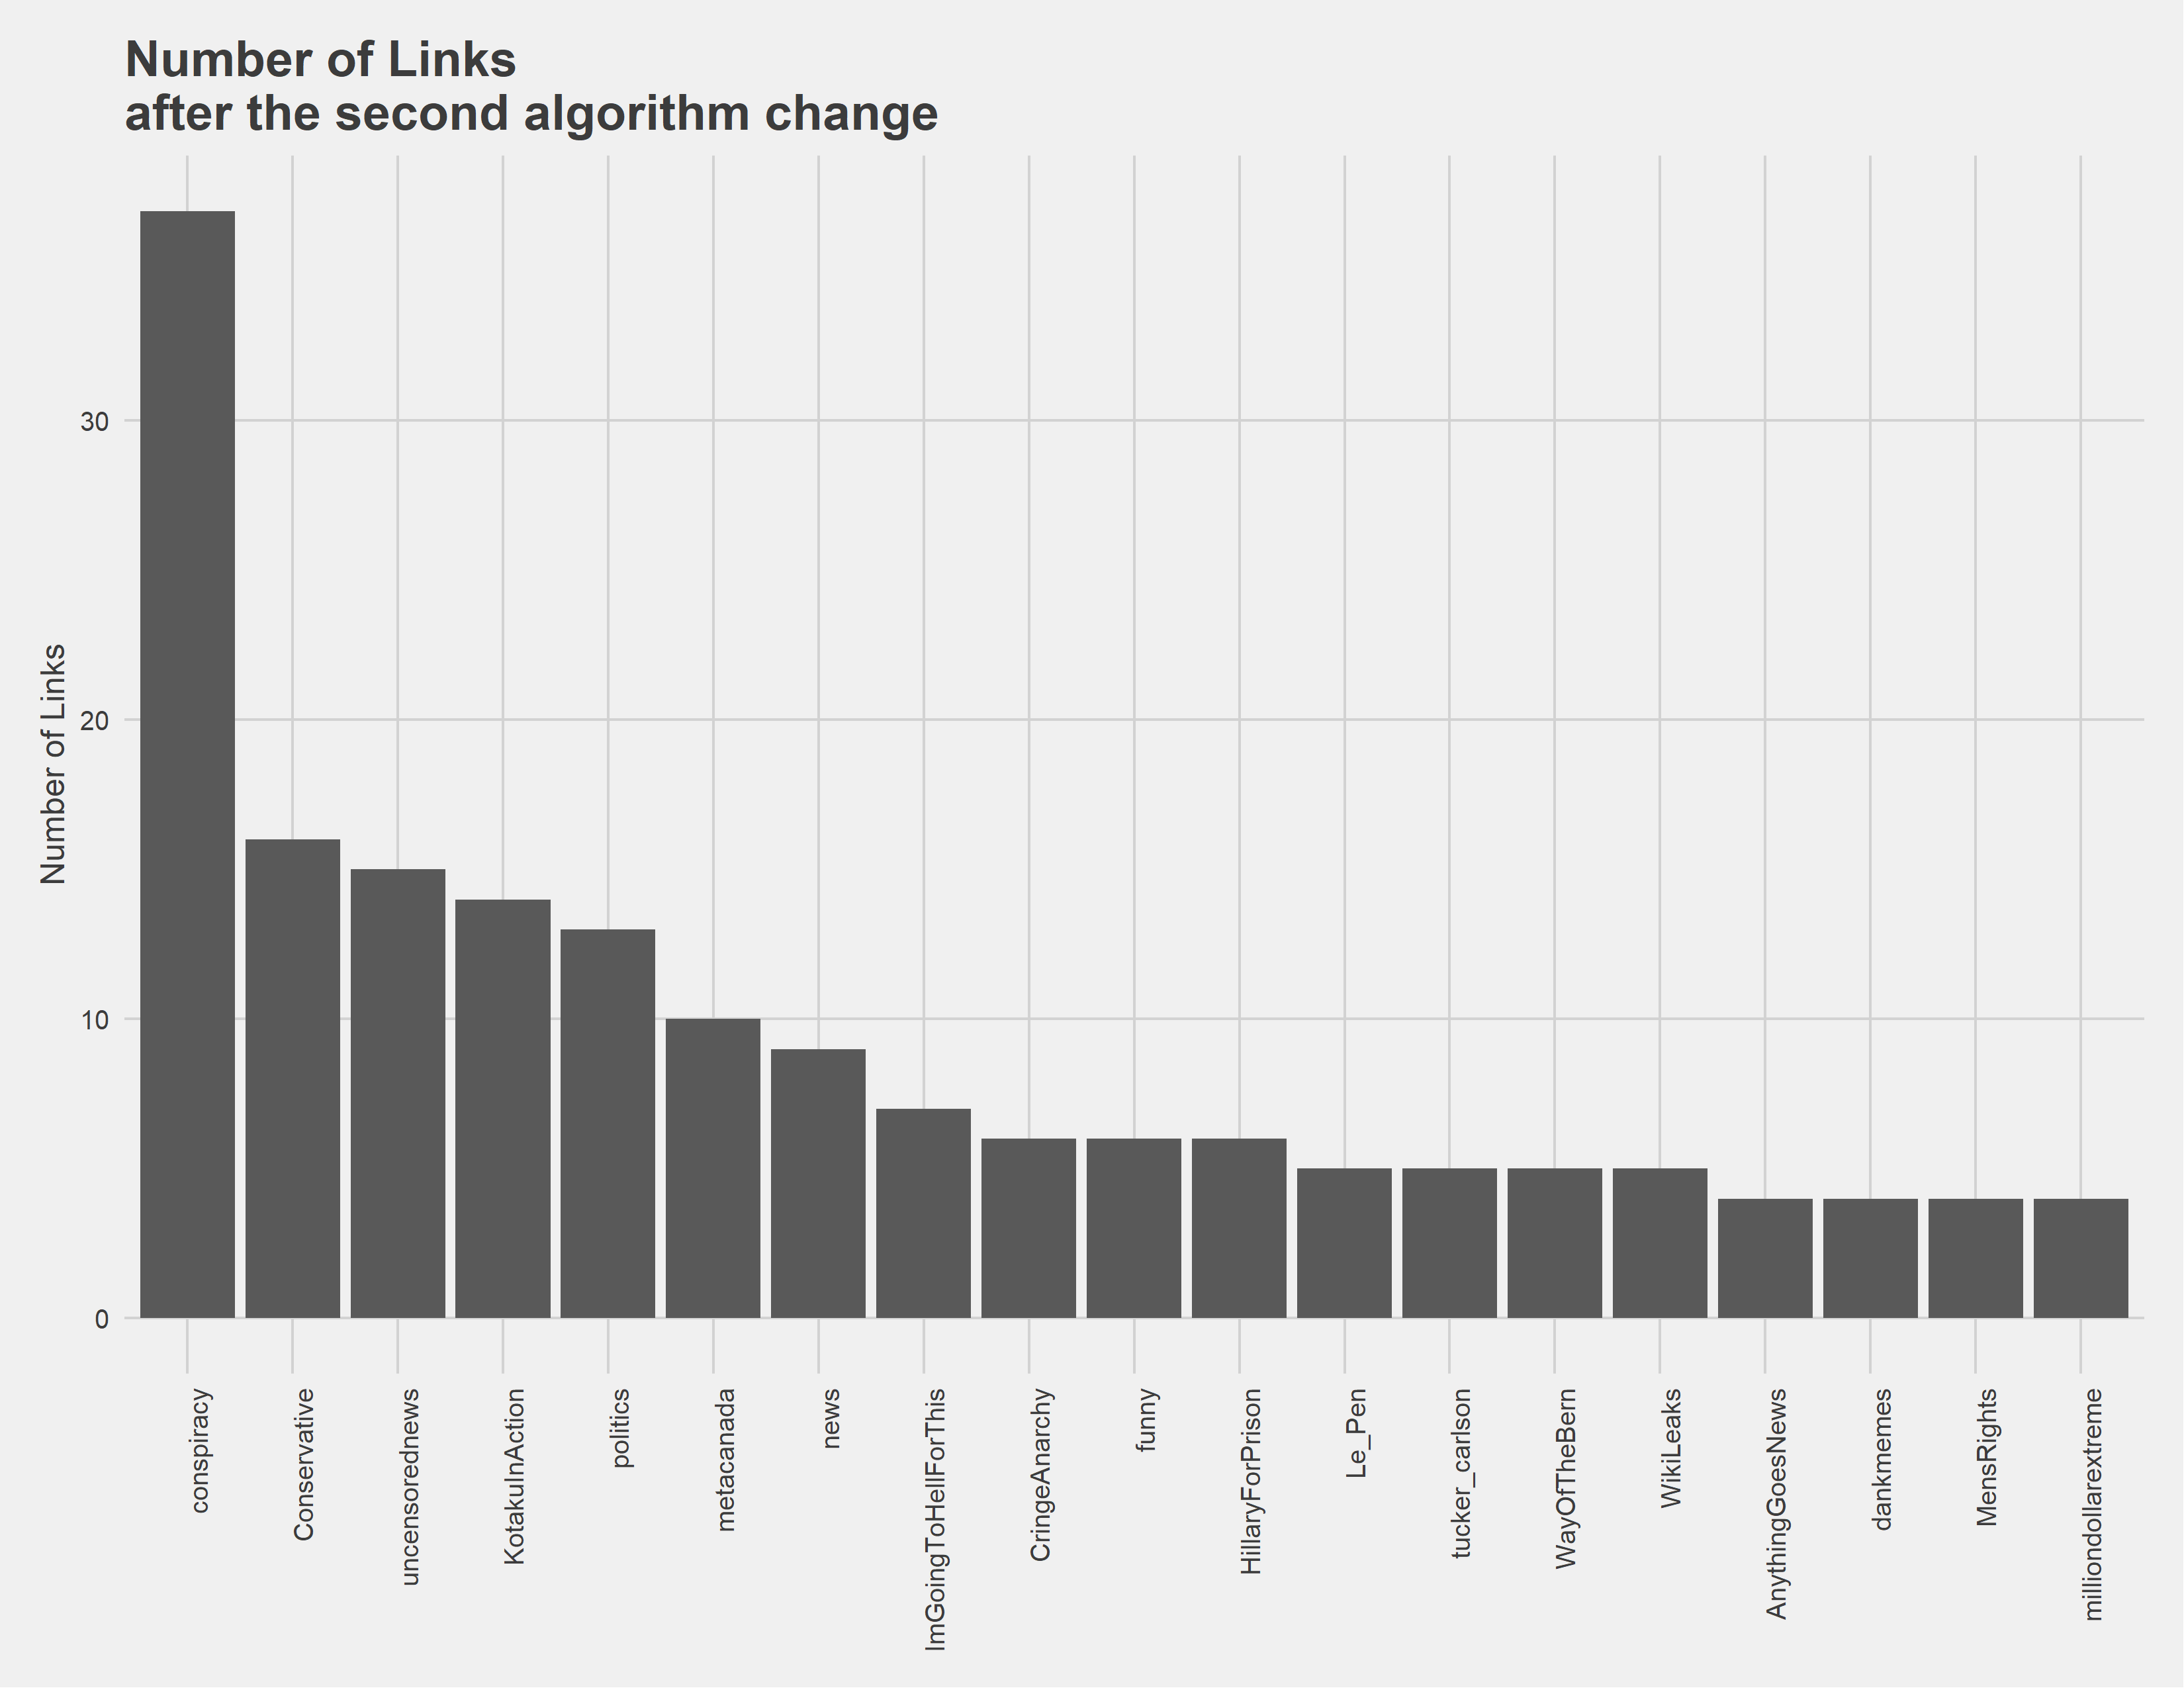 Number of Links
after the second algorithm change
Number of Links
30
20
10
0
conspiracy
Conservative
uncensorednews
KotakuInAction
politics
metacanada
news
ImGoingToHellForThis
CringeAnarchy
funny
HillaryForPrison
Le_Pen
tucker_carlson
WayOfTheBern
WikiLeaks
AnythingGoesNews
dankmemes
MensRights
milliondollarextreme